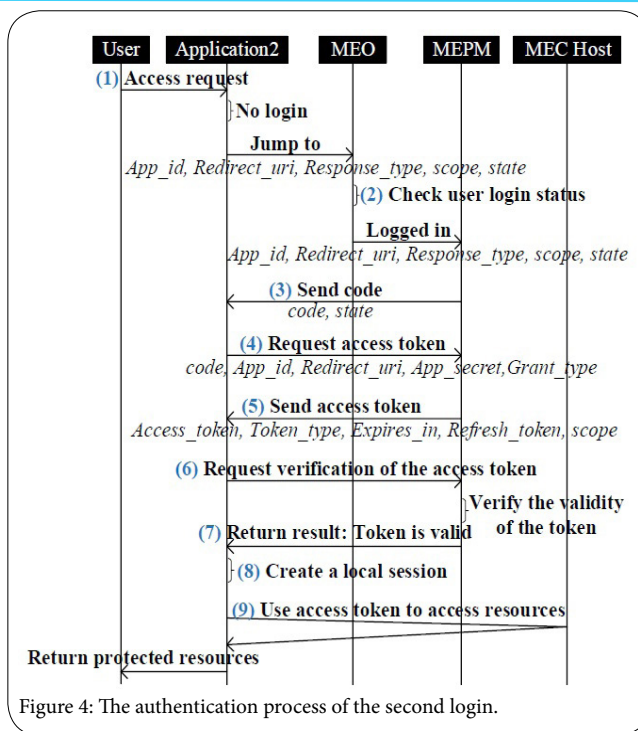 User Application2 MEO MEPM MEC Host
(1) Access request
No login
Jump to
App_id, Redirect_uri, Response_type, scope, state
(2) Check user login status
Logged in
App_id, Redirect_uri, Response_type, scope, state
(3) Send code
code, state
(4) Request access token
code, App_id, Redirect_uri, App_secret,Grant_type
(5) Send access token
Access_token, Token_type, Expires_in, Refresh_token, scope
(6) Request verification of the access token
Verify the validity
of the token
(7) Return result: Token is valid
(8) Create a local session
(9) Use access token to access resources
Return protected resources
Figure 4: The authentication process of the second login.